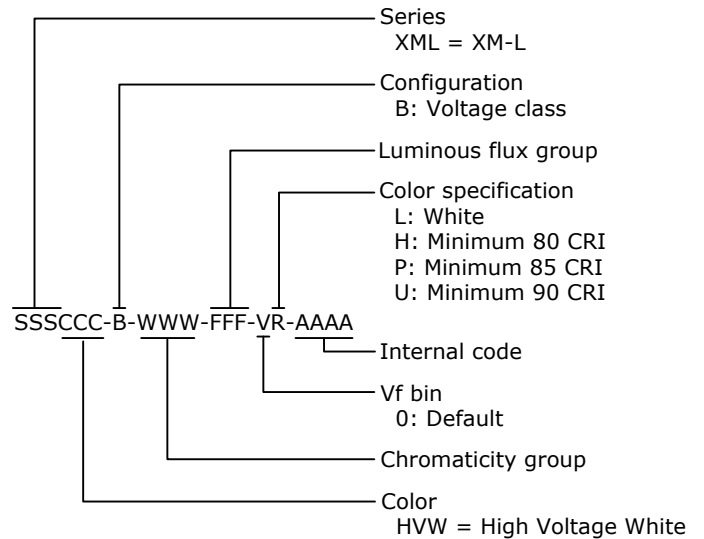 Series
XML = XM-L
Configuration
B: Voltage class
Luminous flux group
Color specification
L: White
H: Minimum 80 CRI
P: Minimum 85 CRI
U: Minimum 90 CRI
SSSCCC-B-WWW-FFF-VR-AAAA
Internal code
Vf bin
0: Default
Chromaticity group
Color
HVW = High Voltage White